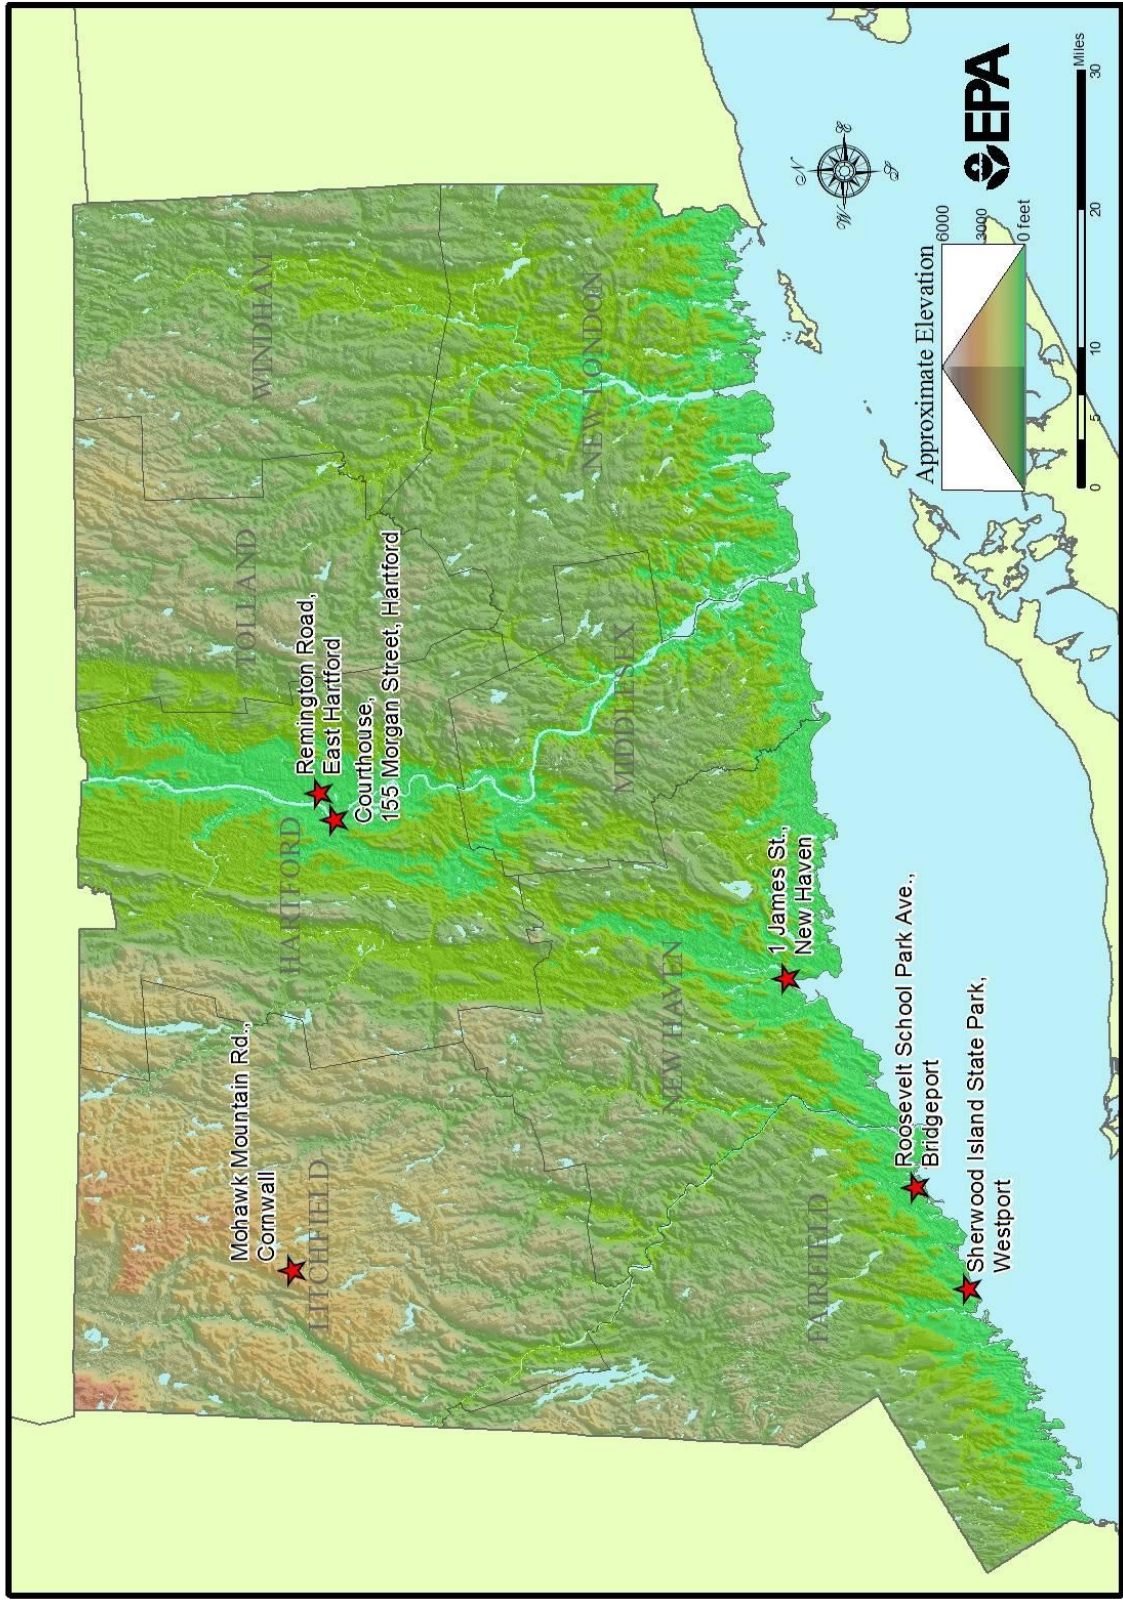 WINDHAM
TOLLAND
HARTFORD
LITCHFIELD
NEW LONDON
MIDDLESEX
NEW HAVEN
FAIRFIELD
Mohawk Mountain Rd.,
Cornwall
Remington Road,
East Hartford
Courthouse,
155 Morgan Street, Hartford
1 James St.,
New Haven
Roosevelt School Park Ave.,
Bridgeport
Sherwood Island State Park,
Westport
N
W
E
S
Approximate Elevation
6000
3000
0 feet
EPA
0
5
10
20
30
Miles